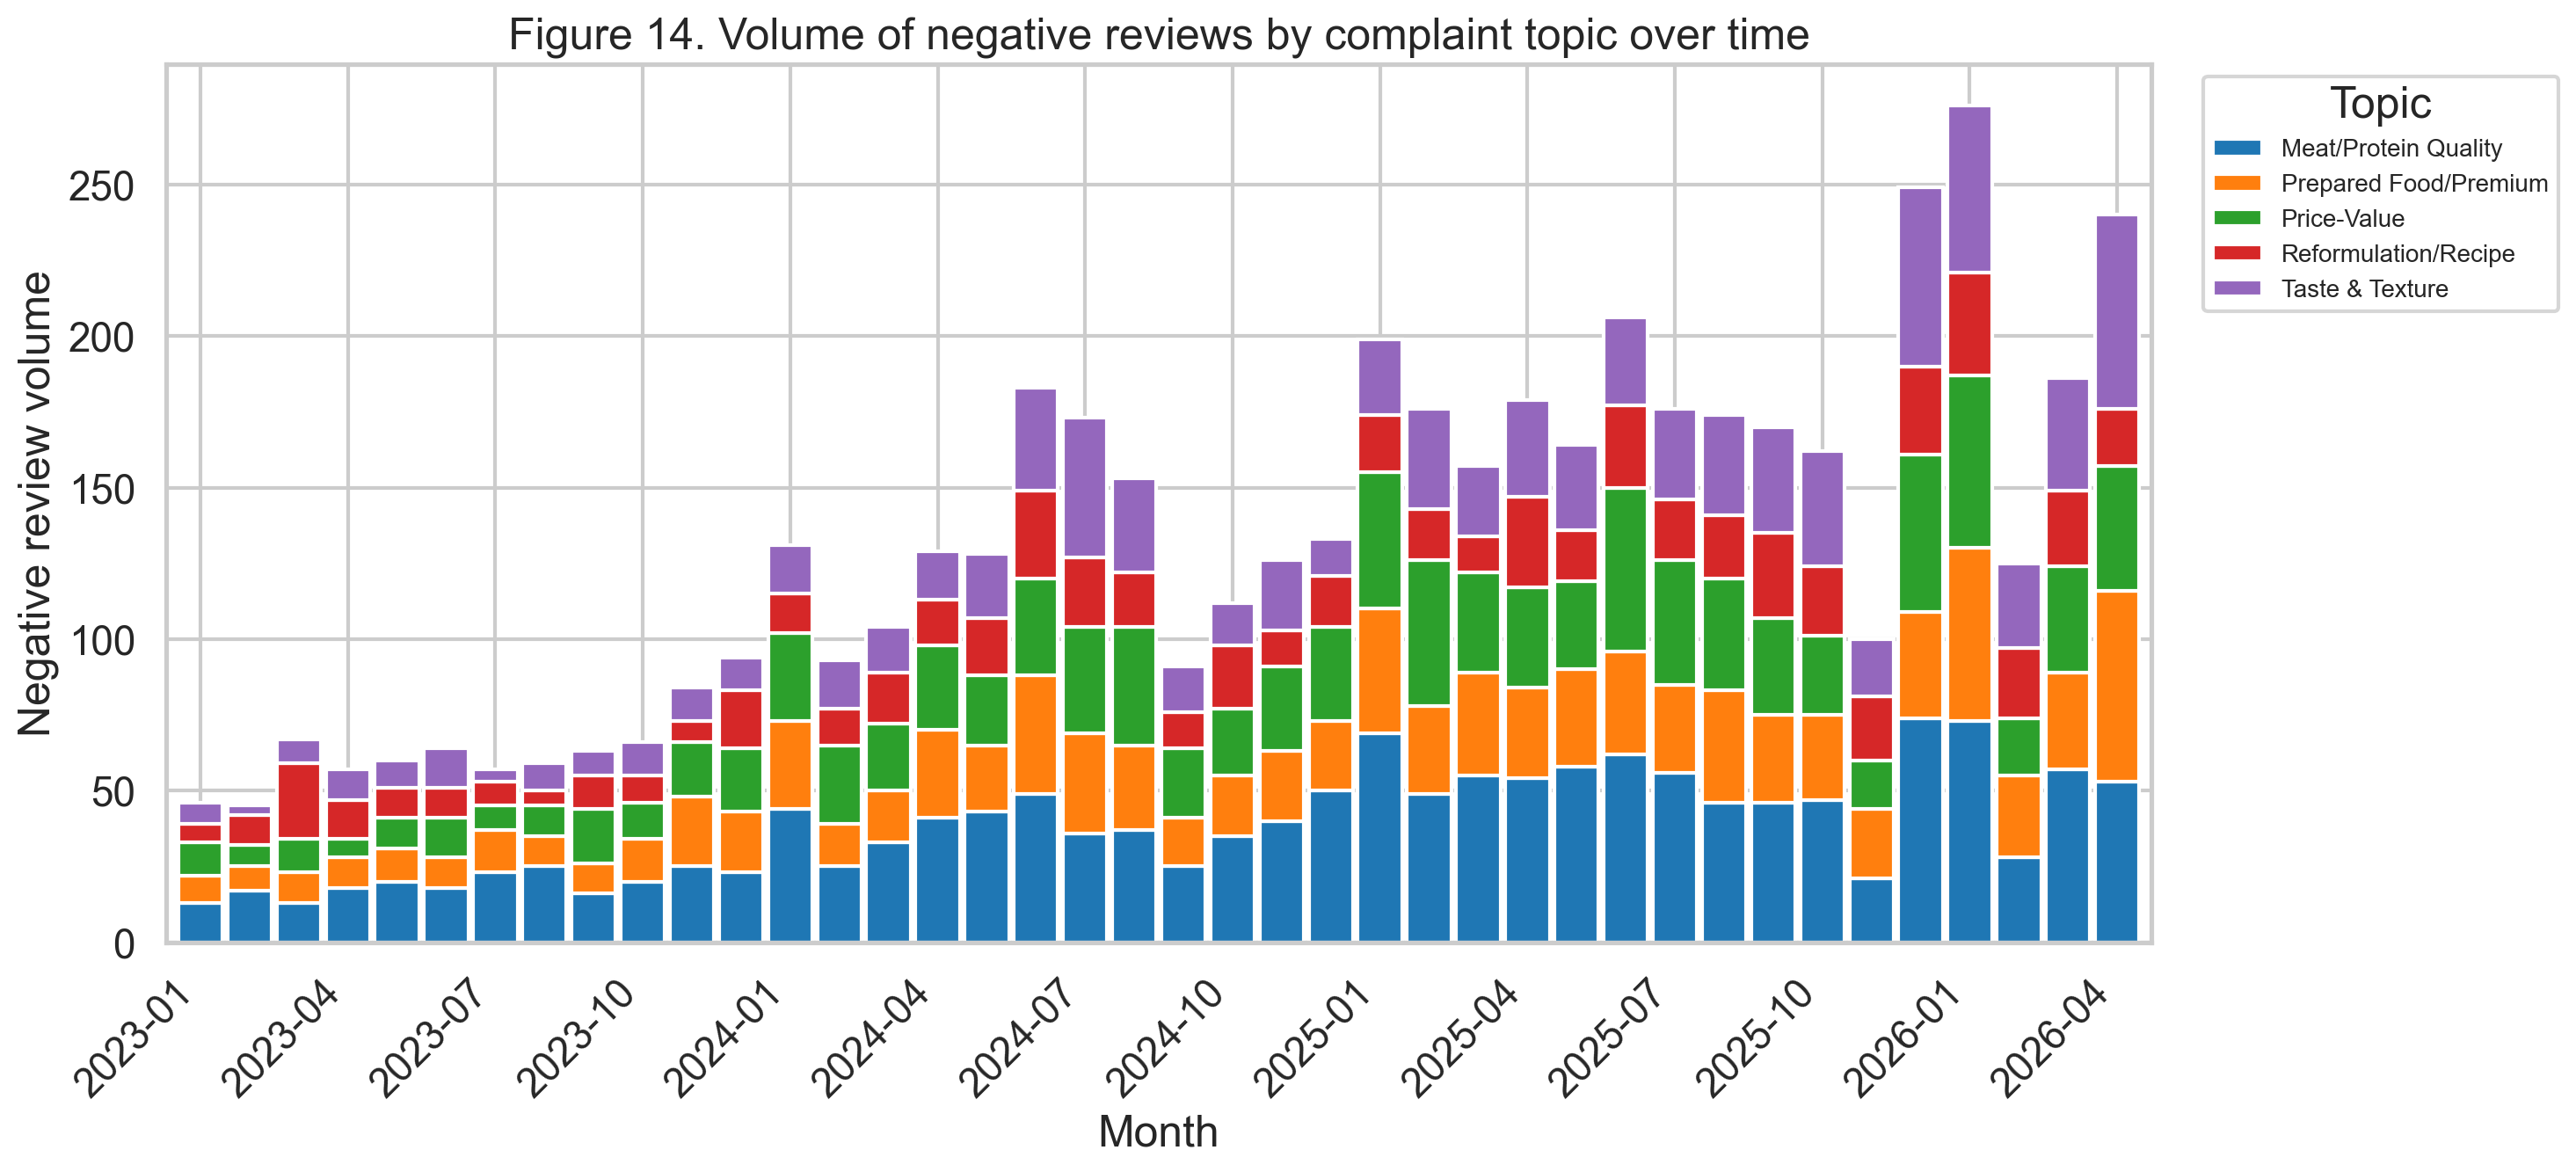 Figure 14. Volume of negative reviews by complaint topic over time
Negative review volume
250
200
150
100
50
0
2023-01
2023-04
2023-07
2023-10
2024-01
2024-04
2024-07
2024-10
2025-01
2025-04
2025-07
2025-10
2026-01
2026-04
Month
Topic
Meat/Protein Quality
Prepared Food/Premium
Price-Value
Reformulation/Recipe
Taste & Texture